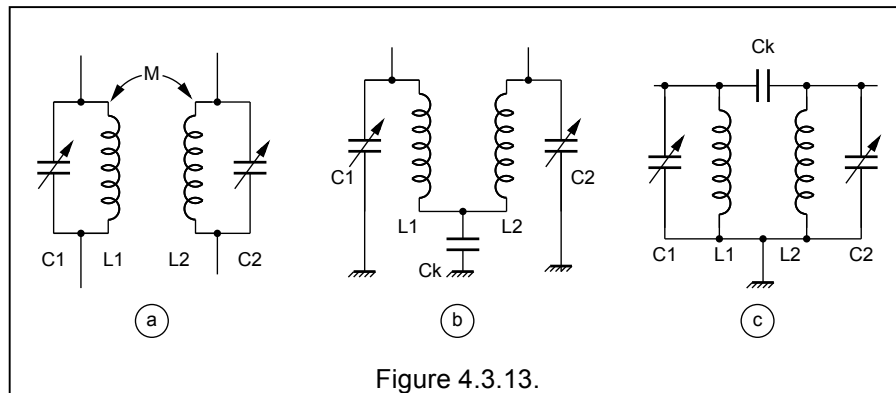 M
C1 L1 L2 C2
a
C1
L1 L2
C2
Ck
b
Ck
C1 L1 L2 C2
c
Figure 4.3.13.